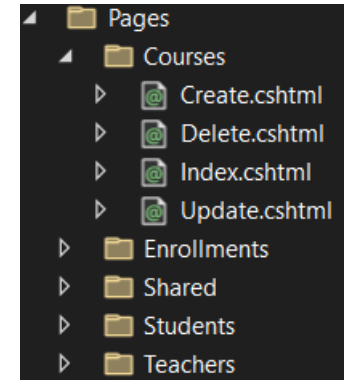 Pages
Courses
Create.cshtml
Delete.cshtml
Index.cshtml
Update.cshtml
Enrollments
Shared
Students
Teachers